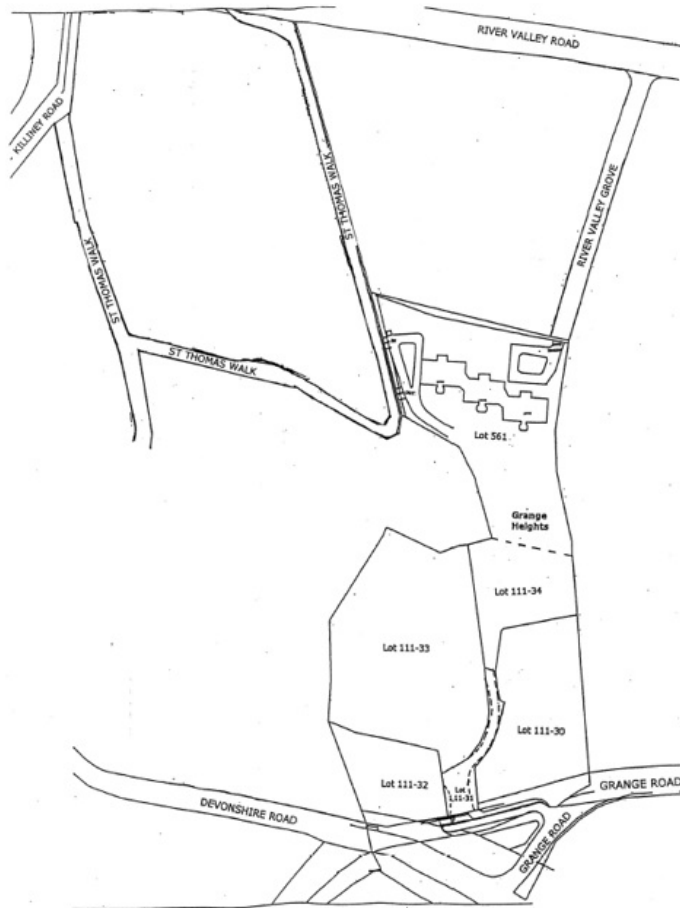 RIVER VALLEY ROAD
KILLINEY ROAD
ST THOMAS WALK
RIVER VALLEY GROVE
ST THOMAS WALK
ST THOMAS WALK
Lot 561
Grange
Heights
Lot 111-34
Lot 111-33
Lot 111-30
Lot 111-32
Lot
111-31
GRANGE ROAD
DEVONSHIRE ROAD
GRANGE ROAD